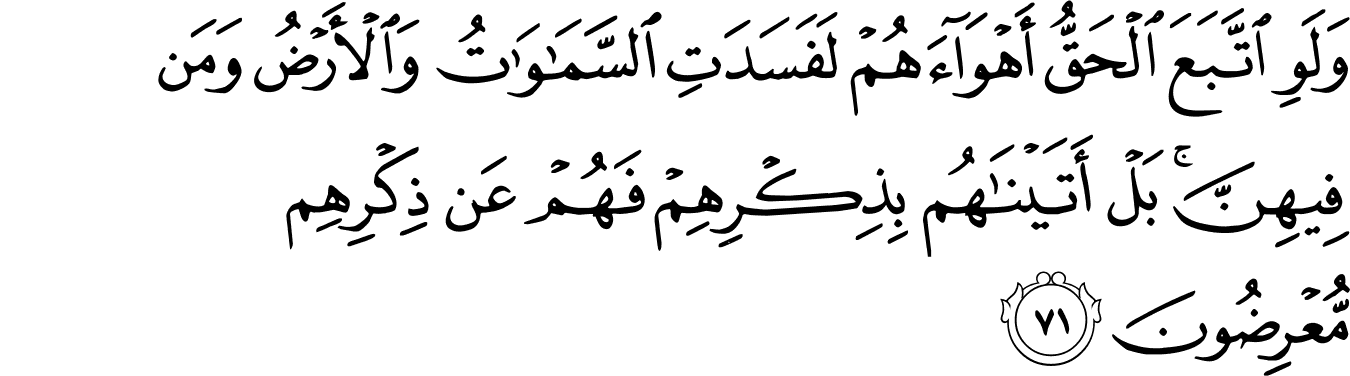 وَلَوِ ٱتَّبَعَ ٱلْحَقُّ أَهْوَآءَهُمْ لَفَسَدَتِ ٱلسَّمَـٰوَٰتُ وَٱلْأَرْضُ وَمَن
فِيهِنَّ ۚ بَلْ أَتَيْنَـٰهُم بِذِكْرِهِمْ فَهُمْ عَن ذِكْرِهِم
مُّعْرِضُونَ ٧١